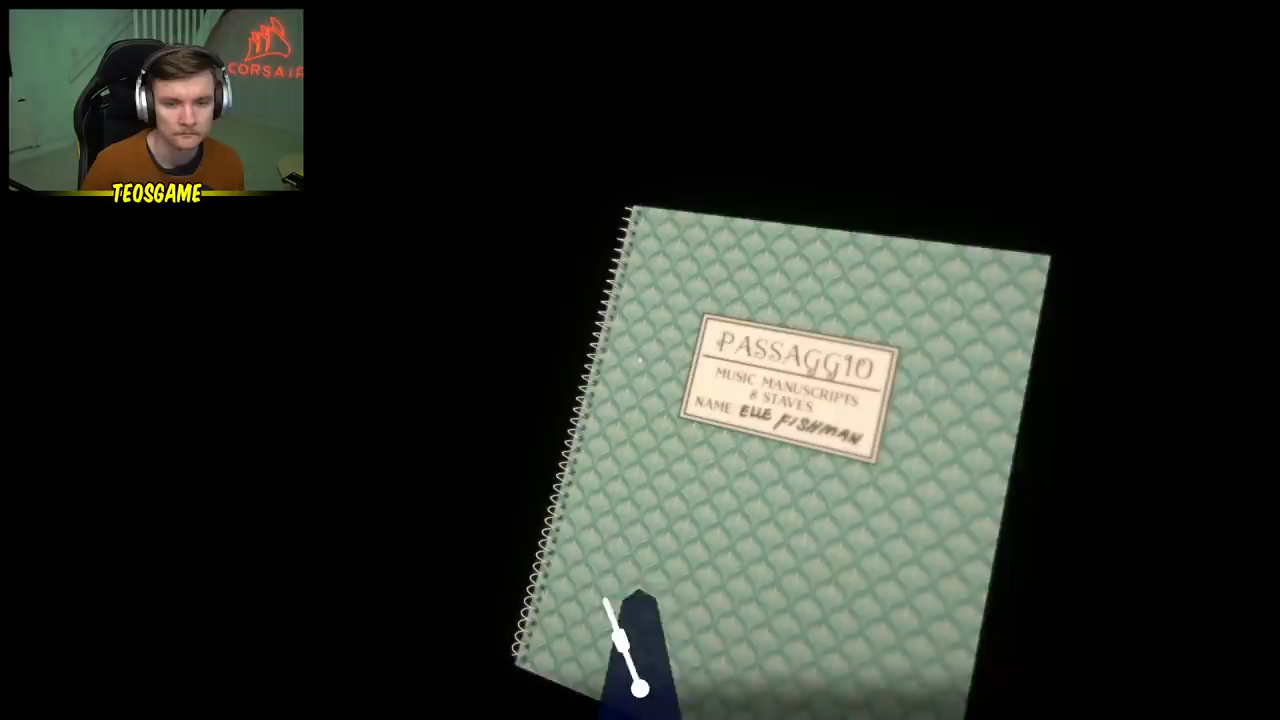 CORSAIR
TEOSGAME
PASSAGGIO
MUSIC MANUSCRIPTS
8 STAVES
NAME ELLE FISHMAN